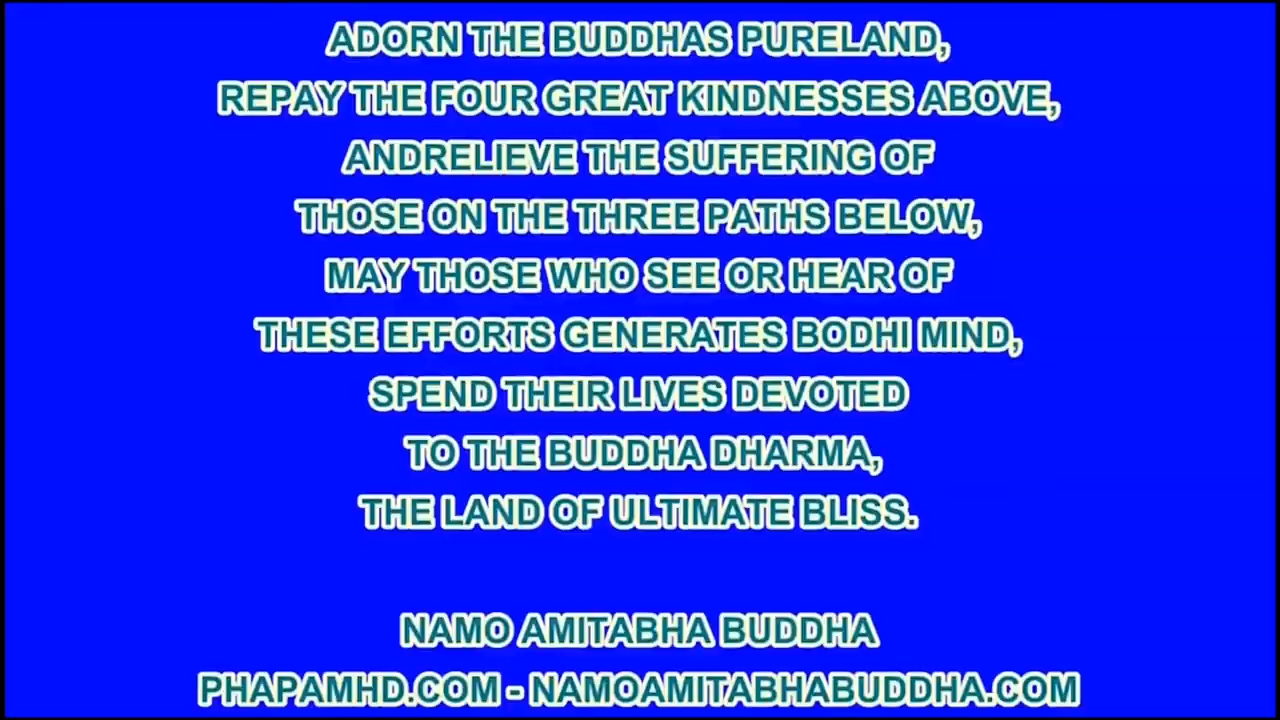 ADORN THE BUDDHAS PURELAND,
REPAY THE FOUR GREAT KINDNESSES ABOVE,
ANDRELIEVE THE SUFFERING OF
THOSE ON THE THREE PATHS BELOW,
MAY THOSE WHO SEE OR HEAR OF
THESE EFFORTS GENERATES BODHI MIND,
SPEND THEIR LIVES DEVOTED
TO THE BUDDHA DHARMA,
THE LAND OF ULTIMATE BLISS.
NAMO AMITABHA BUDDHA
PHAPAMHD.COM - NAMOAMITABHABUDDHA.COM